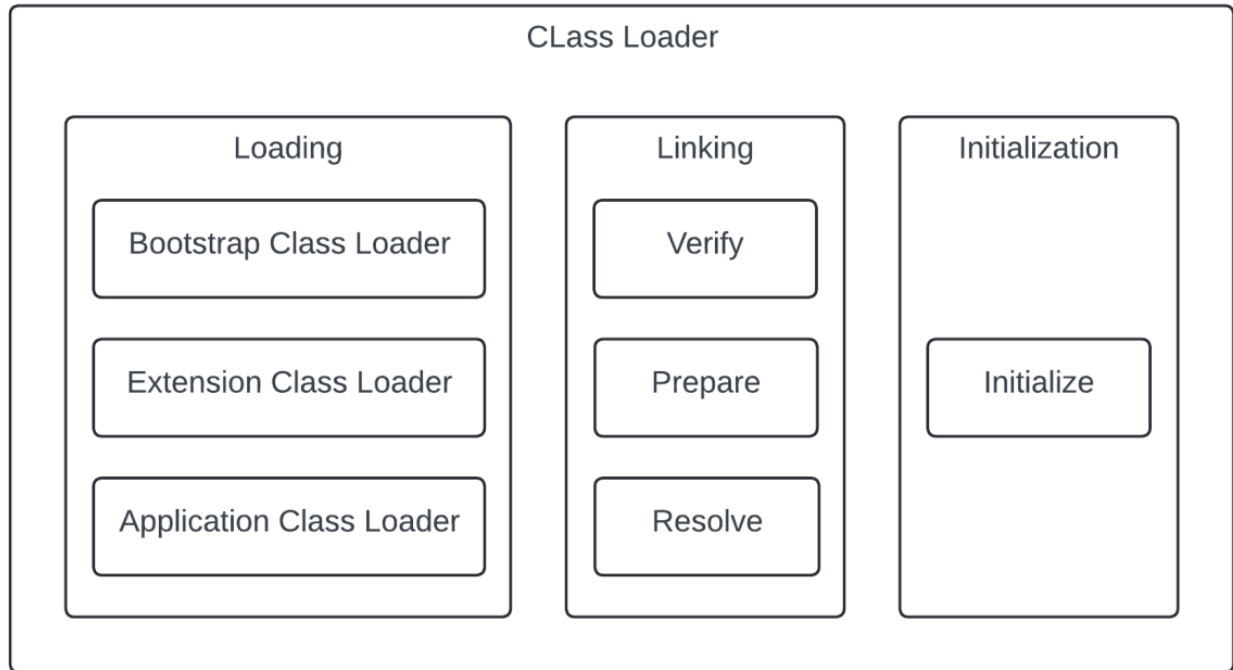 CLass Loader
Loading
Bootstrap Class Loader
Extension Class Loader
Application Class Loader
Linking
Verify
Prepare
Resolve
Initialization
Initialize